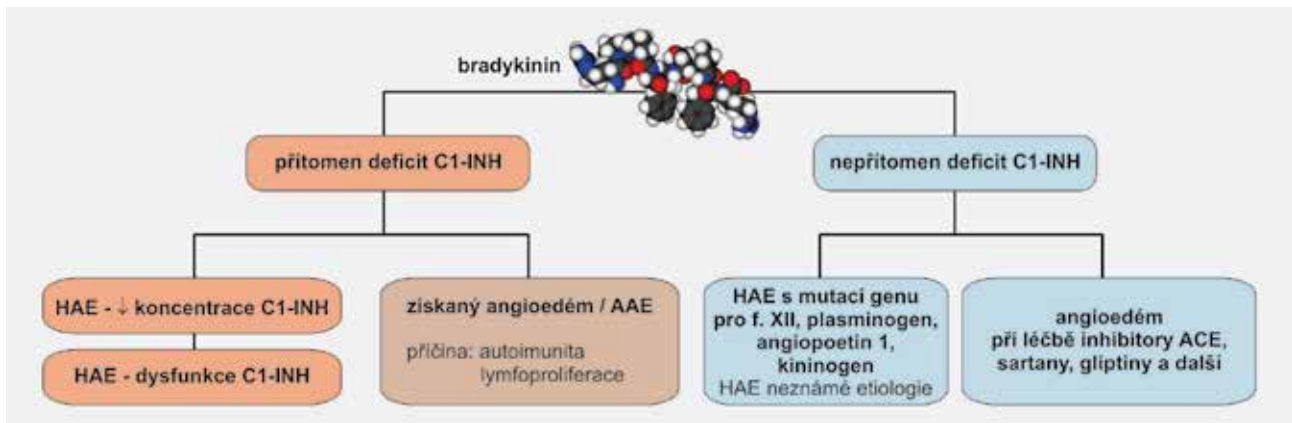 bradykinin
přítomen deficit C1-INH
nepřítomen deficit C1-INH
HAE - ↓ koncentrace C1-INH
HAE - dysfunkce C1-INH
získaný angioedém / AAE
příčina: autoimunita
lymfoproliferace
HAE s mutací genu
pro f. XII, plasminogen,
angiopoetin 1,
kininogen
HAE neznámé etiologie
angioedém
při léčbě inhibitory ACE,
sartany, gliptiny a další